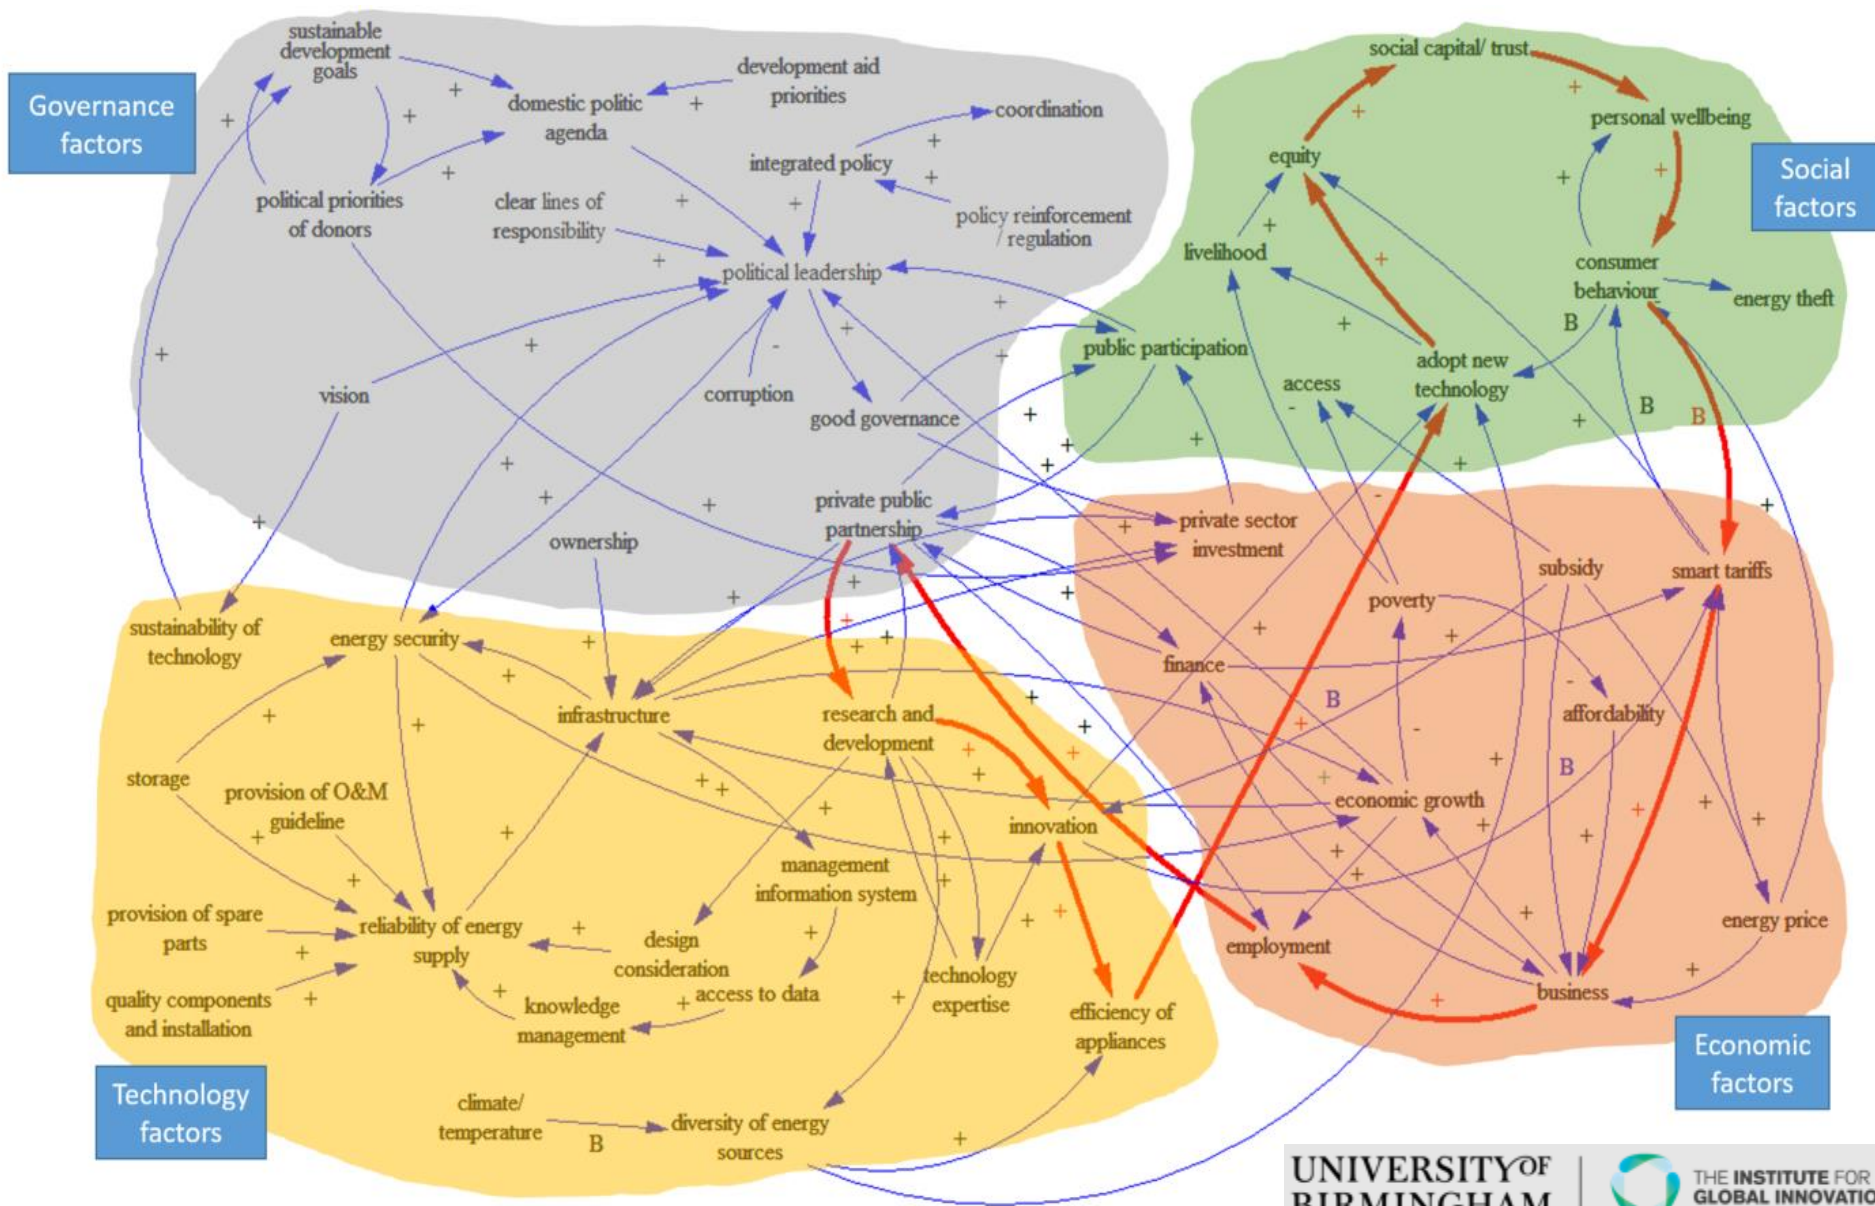 Governance
factors
sustainable
development
goals
domestic politic
agenda
development aid
priorities
coordination
integrated policy
political priorities
of donors
clear lines of
responsibility
policy reinforcement
/ regulation
political leadership
vision
corruption
good governance
private public
partnership
ownership
Social
factors
social capital/ trust
personal wellbeing
equity
livelihood
consumer
behaviour
energy theft
public participation
access
adopt new
technology
B
B
B
private sector
investment
subsidy
smart tariffs
poverty
finance
affordability
B
B
economic growth
energy price
employment
business
Economic
factors
sustainability of
technology
energy security
infrastructure
research and
development
storage
provision of O&M
guideline
innovation
management
information system
provision of spare
parts
reliability of energy
supply
design
consideration
technology
expertise
quality components
and installation
knowledge
management
access to data
efficiency of
appliances
climate/
temperature
B
diversity of energy
sources
Technology
factors
UNIVERSITY OF
BIRMINGHAM
THE INSTITUTE FOR
GLOBAL INNOVATIO